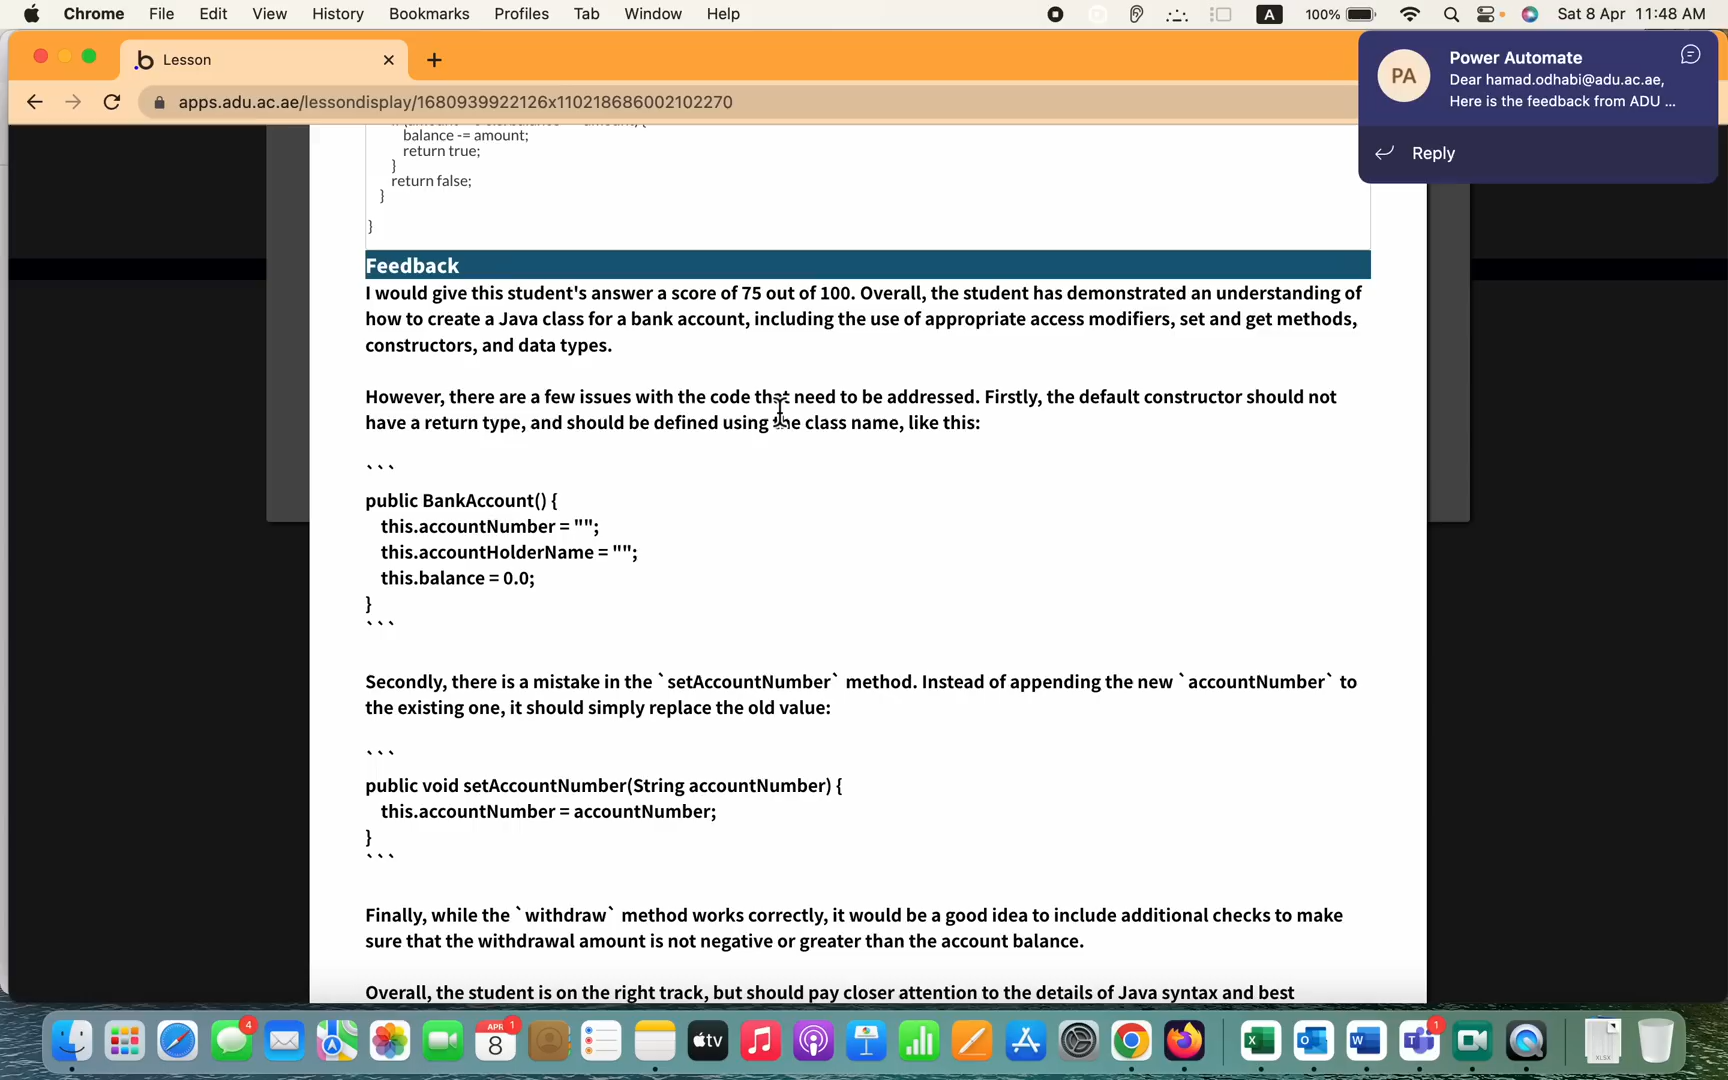 Chrome File Edit View History Bookmarks Profiles Tab Window Help A 100% Sat 8 Apr 11:48 AM
Lesson
apps.adu.ac.ae/lessondisplay/1680939922126x110218686002102270
PA
Power Automate
Dear hamad.odhabi@adu.ac.ae,
Here is the feedback from ADU ...
Reply
balance -= amount;
return true;
}
return false;
}
}
Feedback
I would give this student's answer a score of 75 out of 100. Overall, the student has demonstrated an understanding of
how to create a Java class for a bank account, including the use of appropriate access modifiers, set and get methods,
constructors, and data types.
However, there are a few issues with the code that need to be addressed. Firstly, the default constructor should not
have a return type, and should be defined using the class name, like this:
```
public BankAccount() {
this.accountNumber = "";
this.accountHolderName = "";
this.balance = 0.0;
}
```
Secondly, there is a mistake in the `setAccountNumber` method. Instead of appending the new `accountNumber` to
the existing one, it should simply replace the old value:
```
public void setAccountNumber(String accountNumber) {
this.accountNumber = accountNumber;
}
```
Finally, while the `withdraw` method works correctly, it would be a good idea to include additional checks to make
sure that the withdrawal amount is not negative or greater than the account balance.
Overall, the student is on the right track, but should pay closer attention to the details of Java syntax and best
4 APR 1 8 tv 1 XLSX